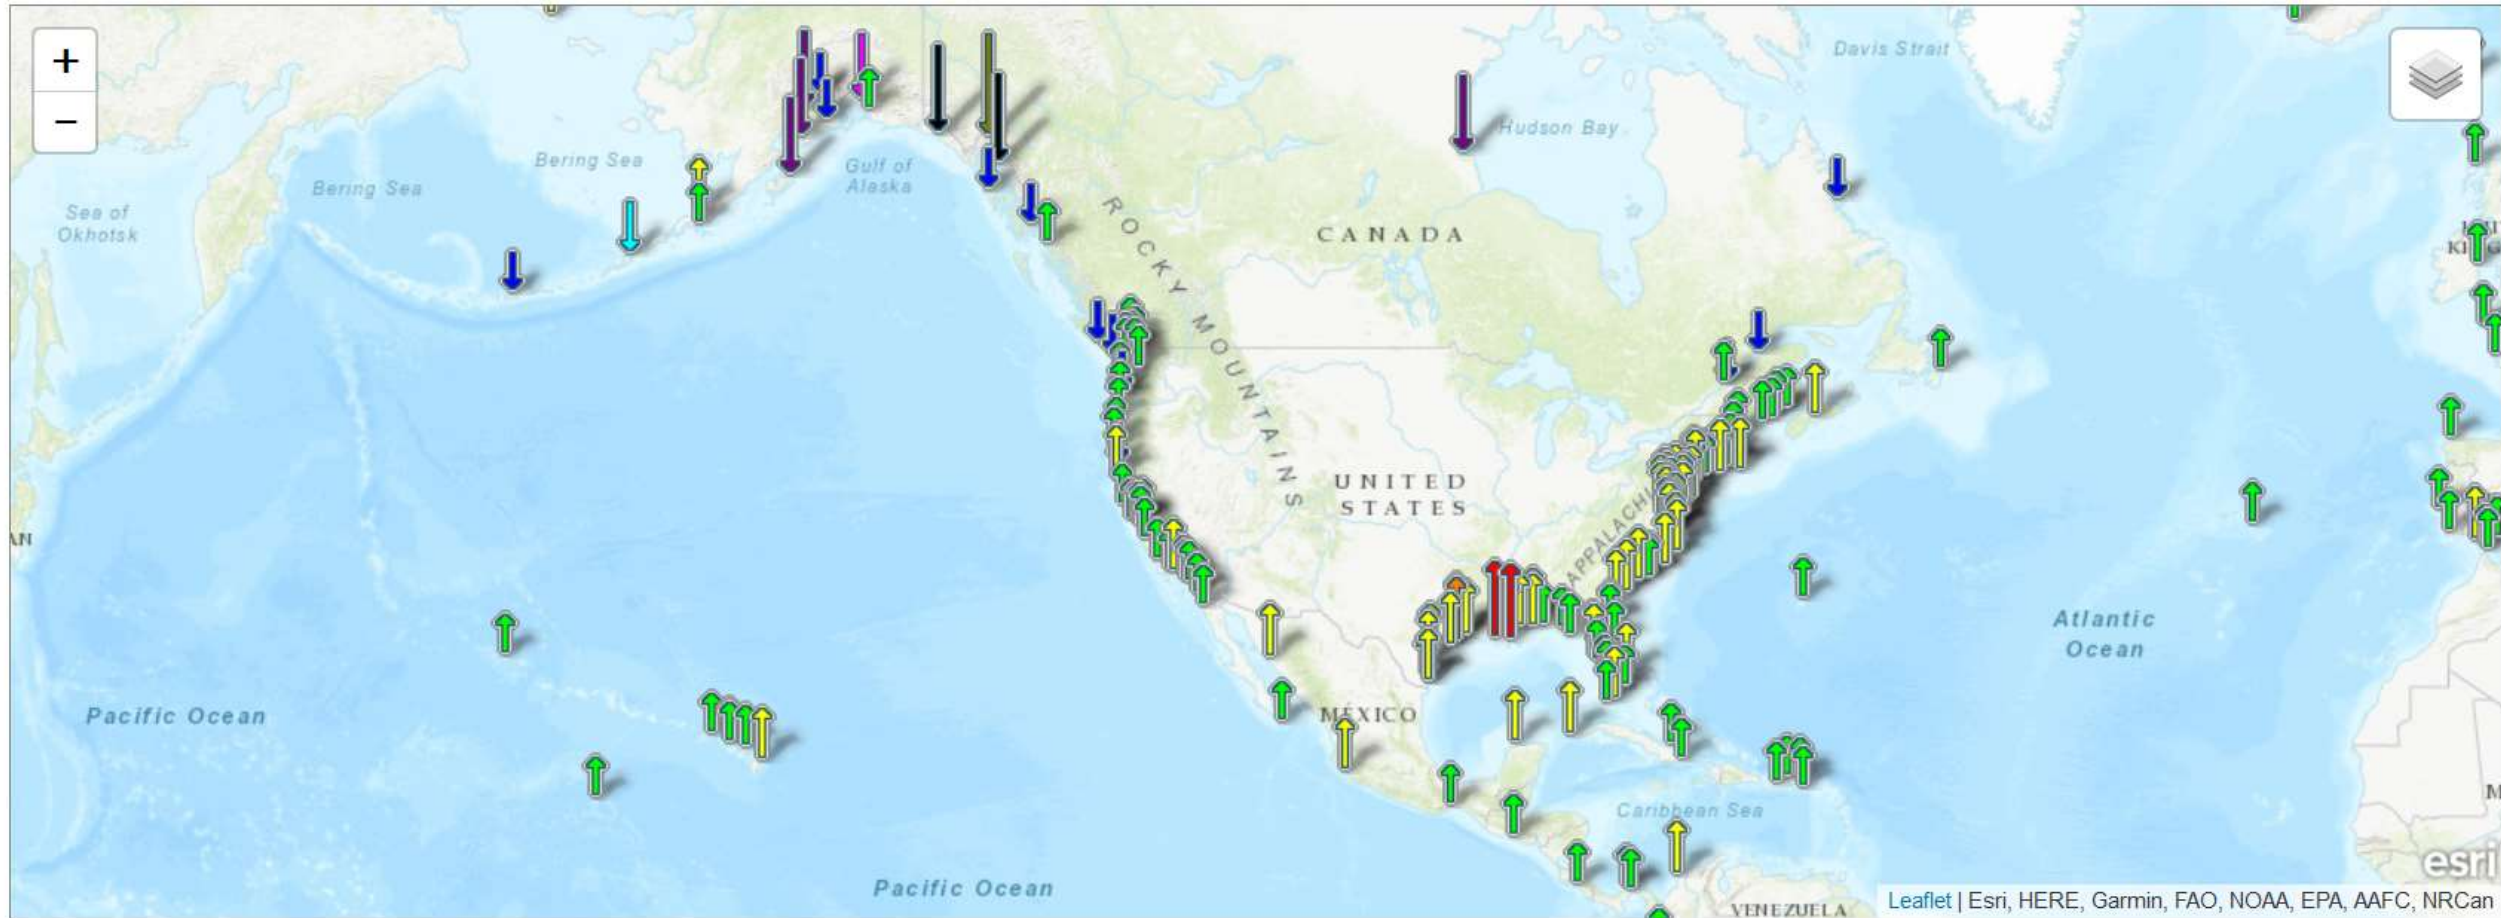 +
−
Davis Strait
Hudson Bay
Bering Sea
Gulf of
Alaska
Bering Sea
Sea of
Okhotsk
ROCKY MOUNTAINS
CANADA
UNITED
STATES
APPALACHI
AN
Atlantic
Ocean
Pacific Ocean
MÉXICO
Caribbean Sea
Pacific Ocean
VENEZUELA
M
esri
Leaflet | Esri, HERE, Garmin, FAO, NOAA, EPA, AAFC, NRCan